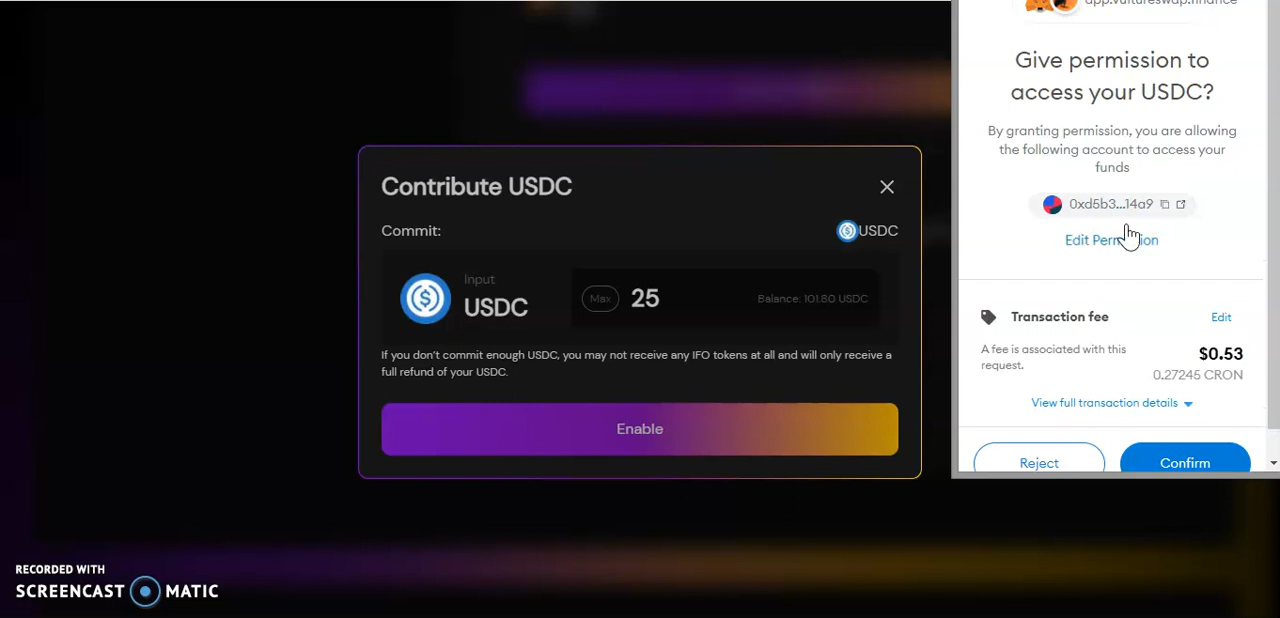 Contribute USDC
Commit:
USDC
Input
USDC
Max
25
Balance: 101.80 USDC
If you don't commit enough USDC, you may not receive any IFO tokens at all and will only receive a
full refund of your USDC.
Enable
app.vultureswap.finance
Give permission to
access your USDC?
By granting permission, you are allowing
the following account to access your
funds
0xd5b3...14a9
Edit Permission
Transaction fee
Edit
A fee is associated with this
request.
$0.53
0.27245 CRON
View full transaction details
Reject
Confirm
RECORDED WITH
SCREENCAST MATIC